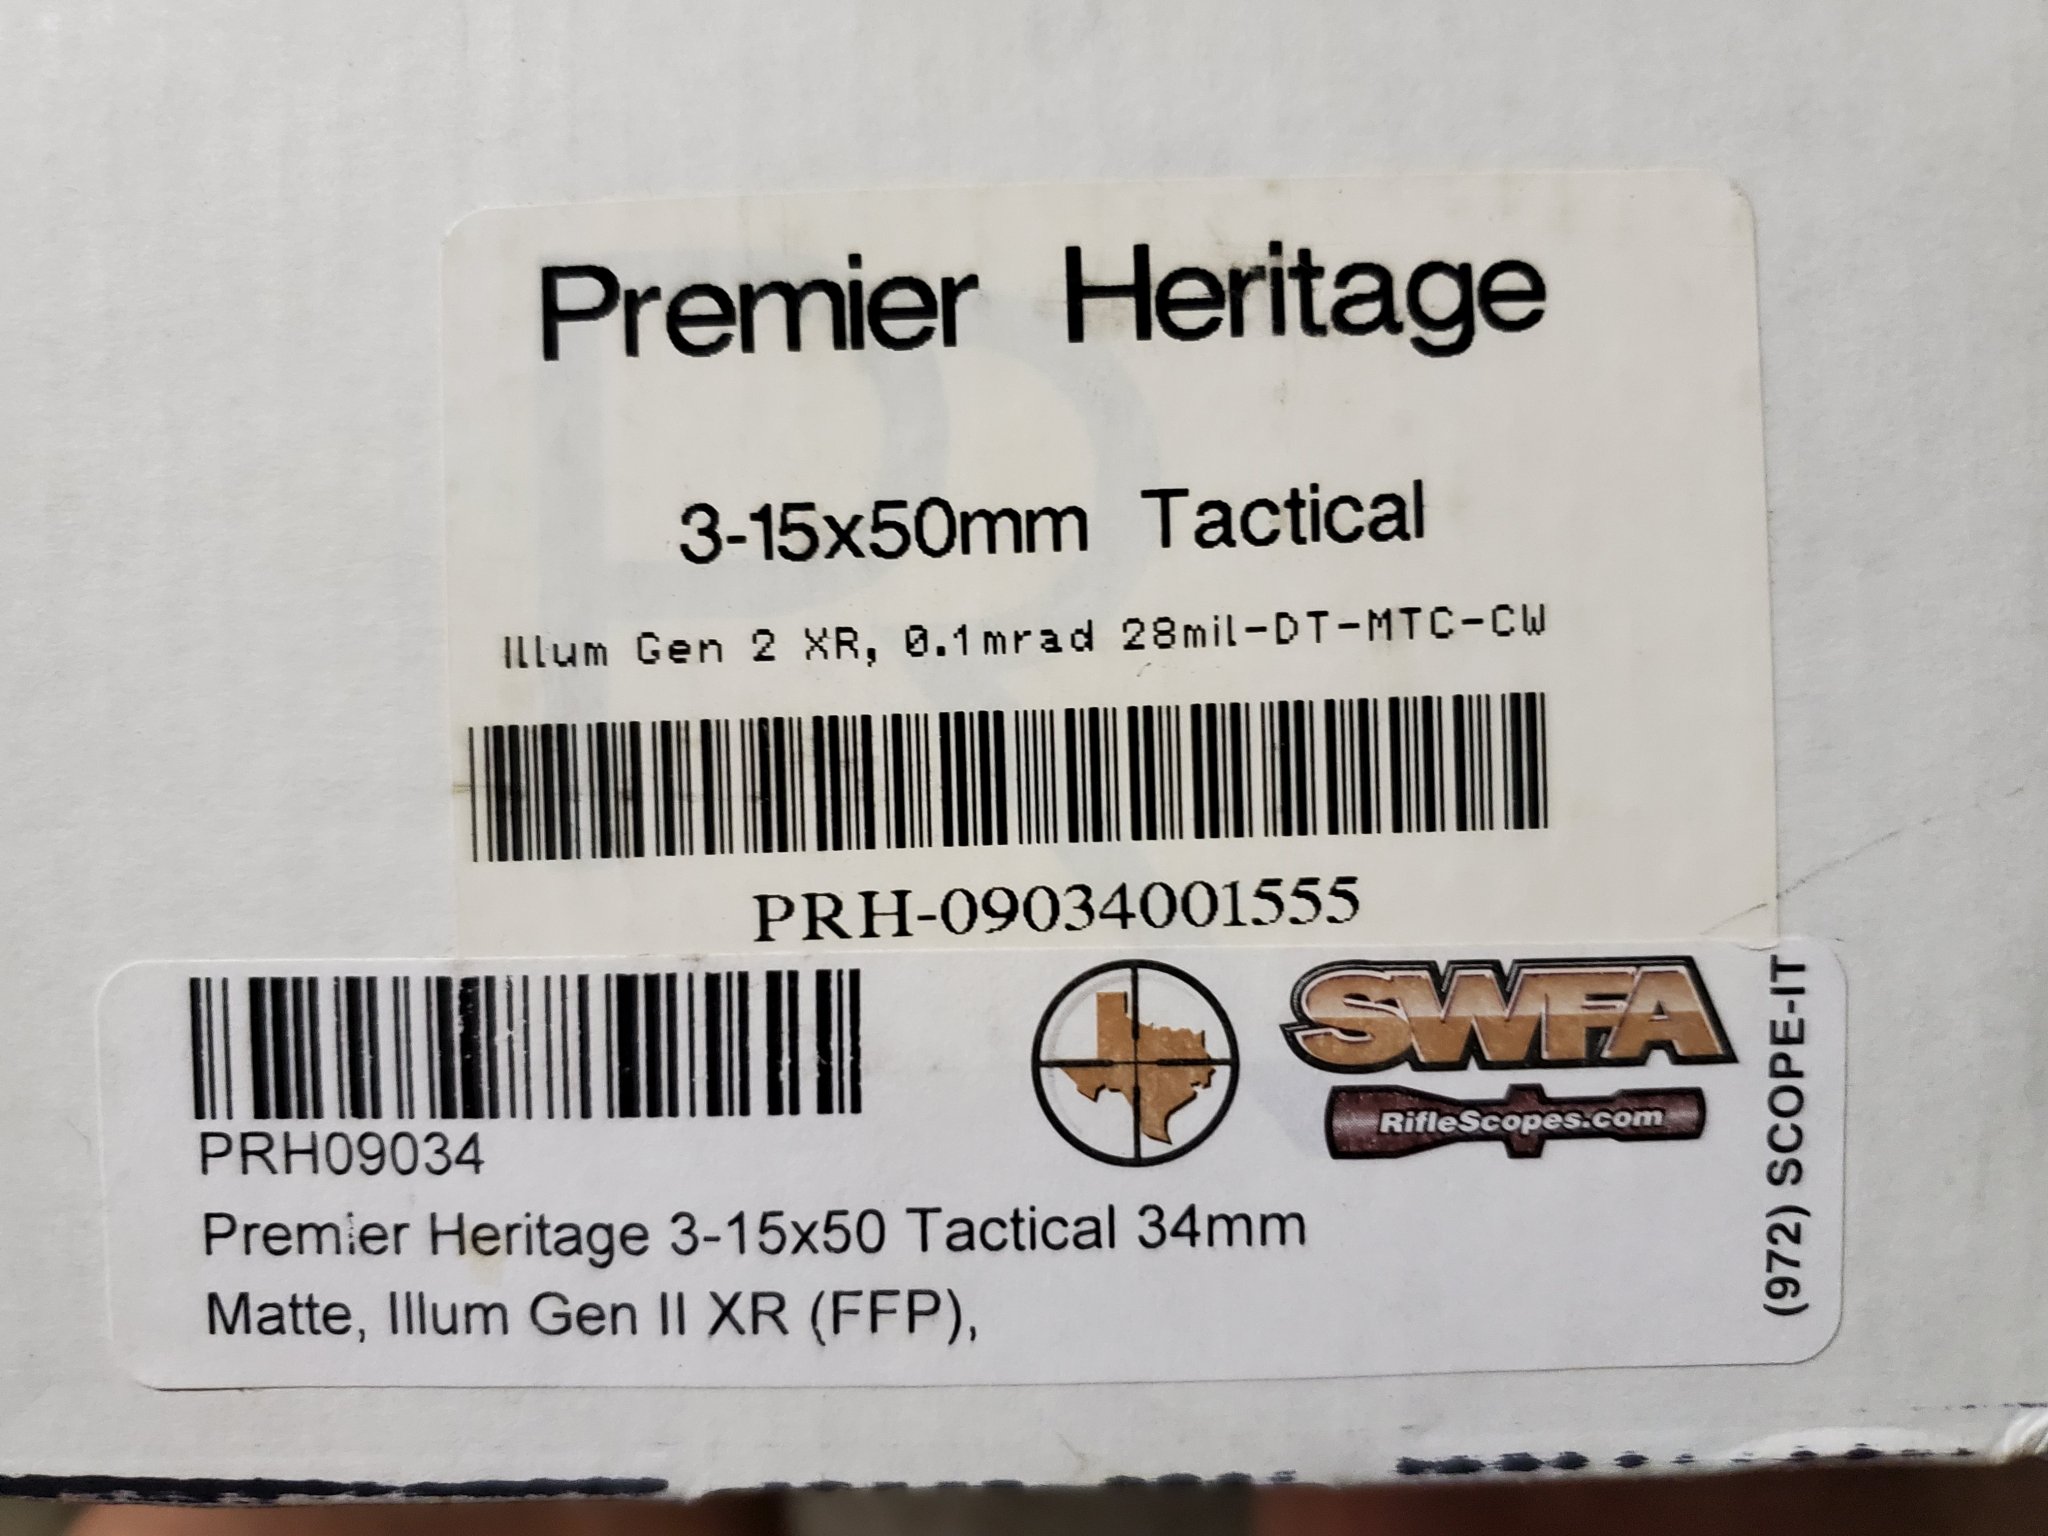 Premier Heritage
3-15x50mm Tactical
Illum Gen 2 XR, 0.1mrad 28mil-DT-MTC-CW
PRH-09034001555
SWFA
RifleScopes.com
(972) SCOPE-IT
PRH09034
Premier Heritage 3-15x50 Tactical 34mm
Matte, Illum Gen II XR (FFP),